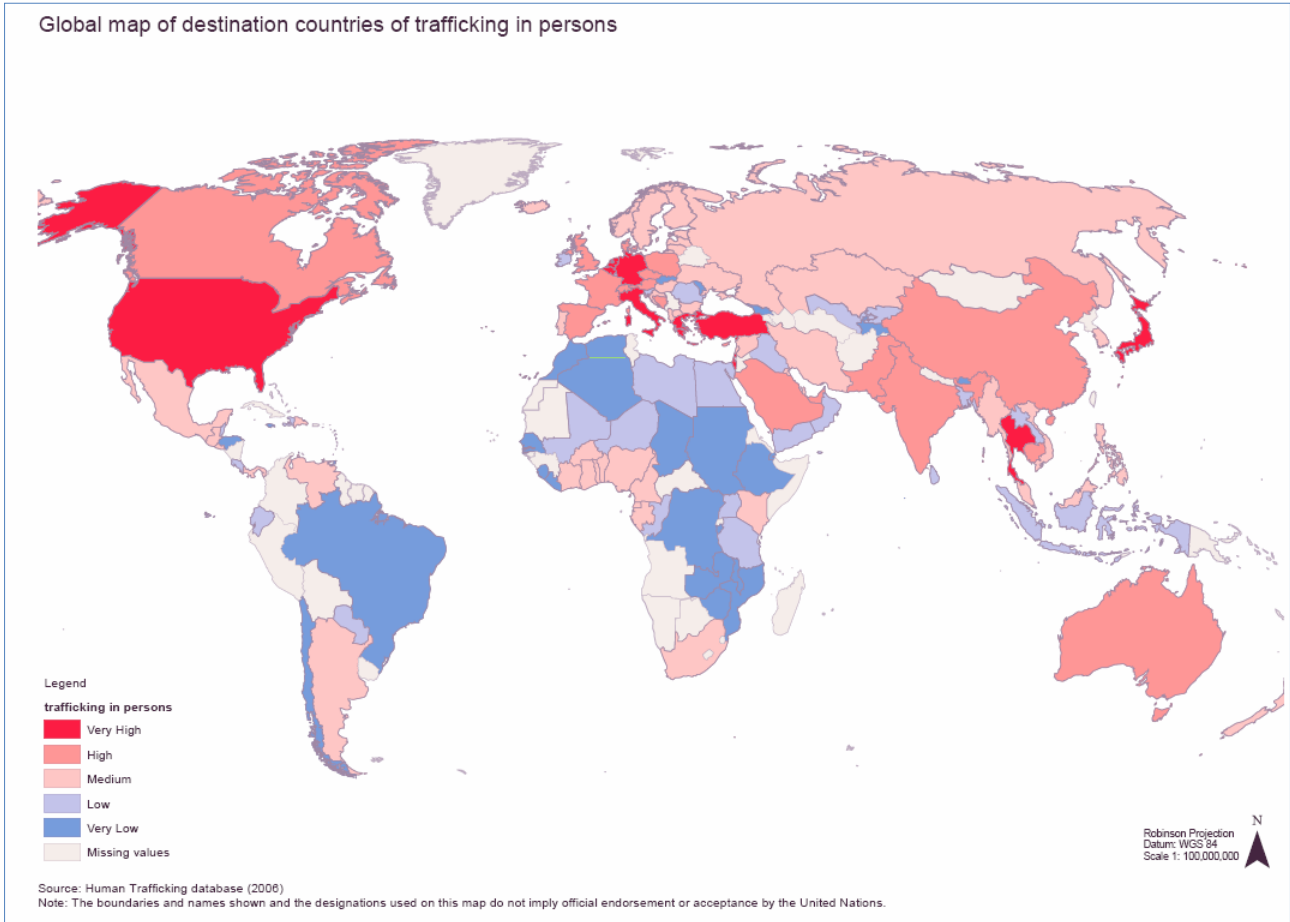 Global map of destination countries of trafficking in persons
Legend
trafficking in persons
Very High
High
Medium
Low
Very Low
Missing values
N
Robinson Projection
Datum: WGS 84
Scale 1: 100,000,000
Source: Human Trafficking database (2006)
Note: The boundaries and names shown and the designations used on this map do not imply official endorsement or acceptance by the United Nations.